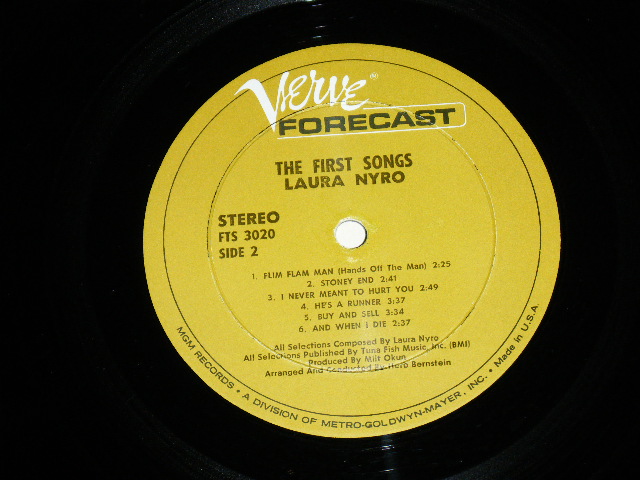 Verve
FORECAST
THE FIRST SONGS
LAURA NYRO
STEREO
FTS 3020
SIDE 2
1. FLIM FLAM MAN (Hands Off The Man) 2:25
2. STONEY END 2:41
3. I NEVER MEANT TO HURT YOU 2:49
4. HE'S A RUNNER 3:37
5. BUY AND SELL 3:34
6. AND WHEN I DIE 2:37
All Selections Composed By Laura Nyro
All Selections Published By Tuna Fish Music, Inc. (BMI)
Produced By Milt Okun
Arranged And Conducted By Herb Bernstein
MGM RECORDS • A DIVISION OF METRO-GOLDWYN-MAYER, INC. • Made in U.S.A.